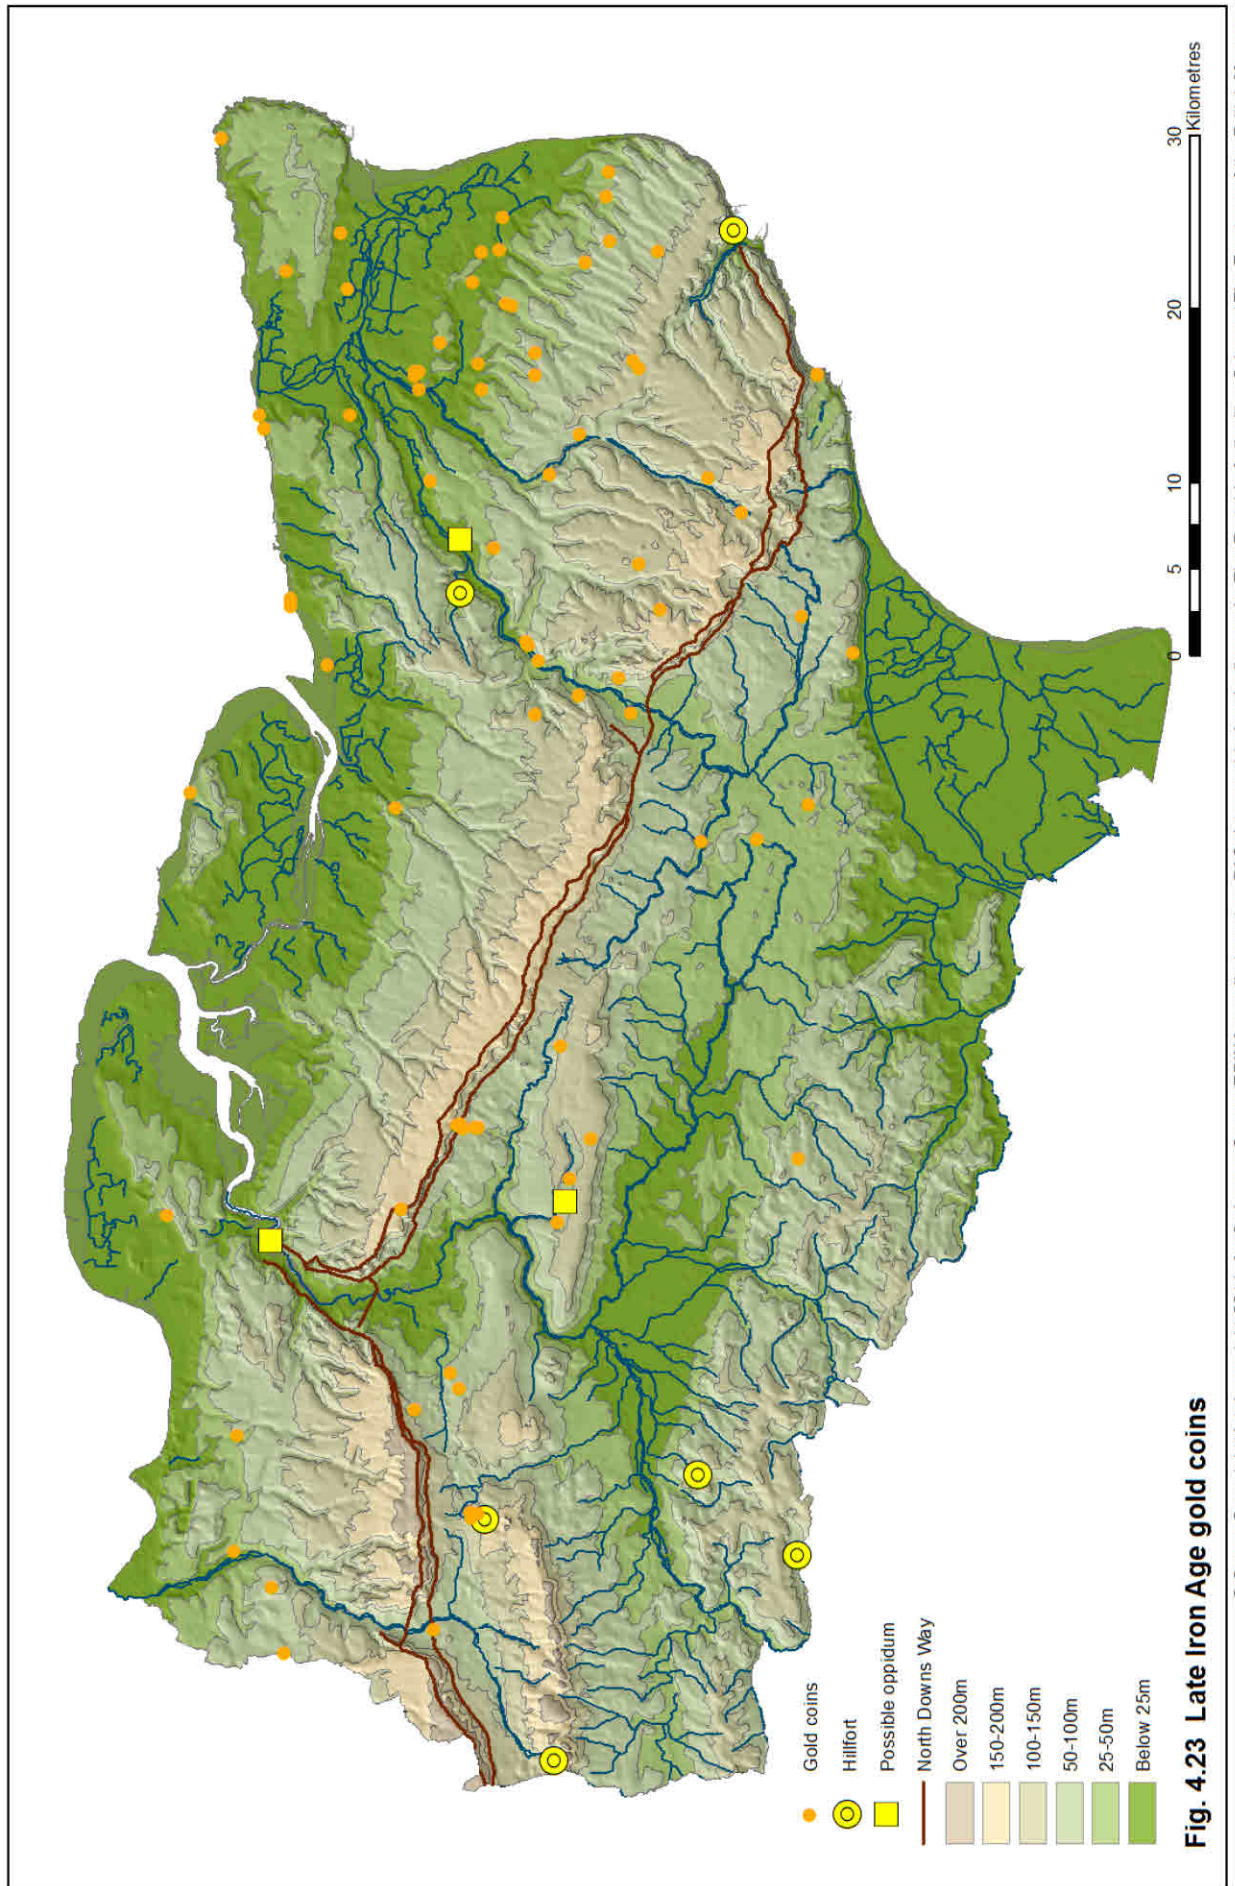 30
20
10
5
0
Kilometres
Gold coins
Hillfort
Possible oppidum
North Downs Way
Over 200m
150-200m
100-150m
50-100m
25-50m
Below 25m
Fig. 4.23 Late Iron Age gold coins